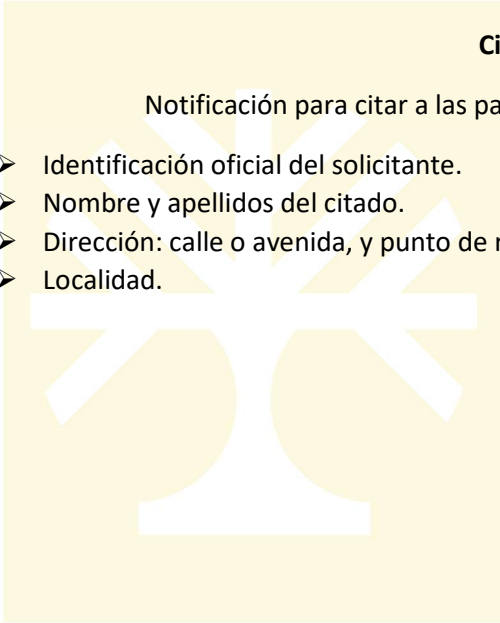 Ci
Notificación para citar a las pa
Identificación oficial del solicitante.
Nombre y apellidos del citado.
Dirección: calle o avenida, y punto de r
Localidad.